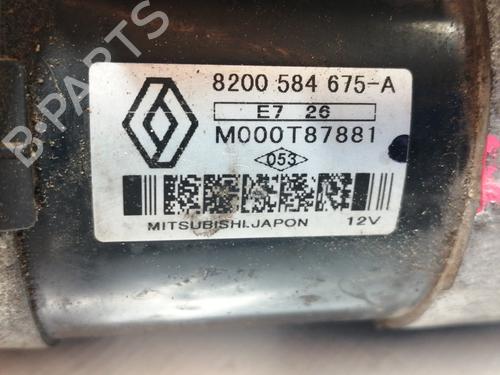 8200 584 675-A
E7 26
M000T87881
053
MITSUBISHI.JAPON 12V
B-PARTS